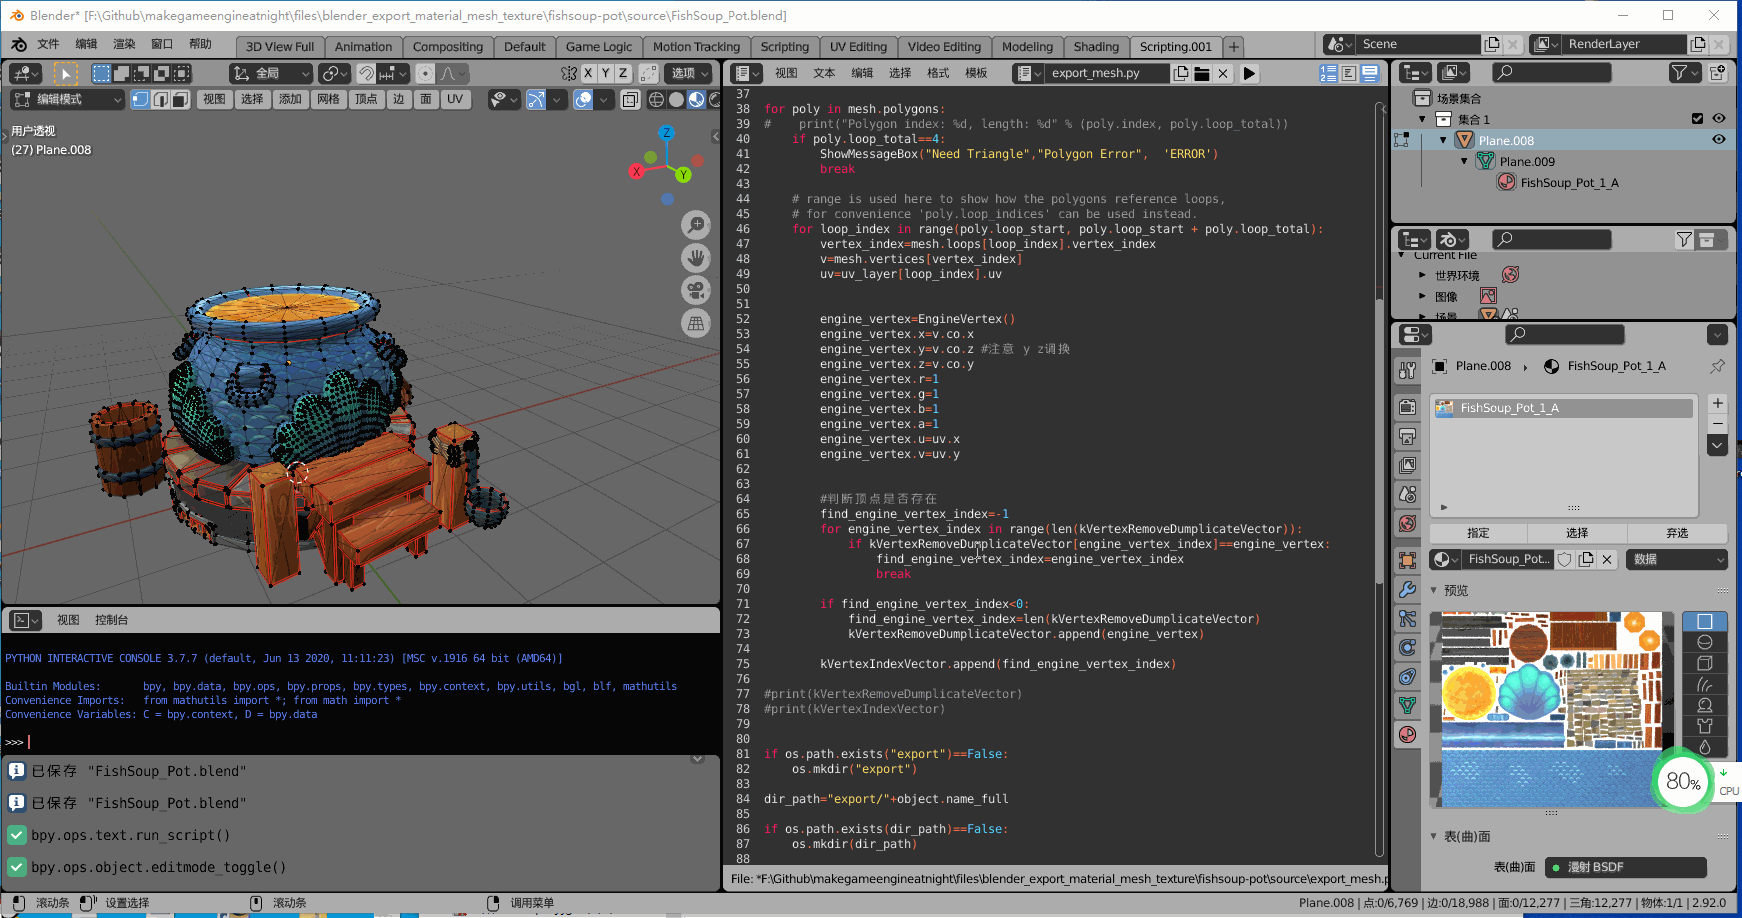 Blender* [F:\Github\makegameengineatnight\files\blender_export_material_mesh_texture\fishsoup-pot\source\FishSoup_Pot.blend]
文件 编辑 渲染 窗口 帮助 3D View Full Animation Compositing Default Game Logic Motion Tracking Scripting UV Editing Video Editing Modeling Shading Scripting.001 + Scene RenderLayer
全局 X Y Z 选项
编辑模式 视图 选择 添加 网格 顶点 边 面 UV
用户透视
(27) Plane.008
Z
X
Y
视图 文本 编辑 选择 格式 模板 export_mesh.py
37
38 for poly in mesh.polygons:
39 #    print("Polygon index: %d, length: %d" % (poly.index, poly.loop_total))
40     if poly.loop_total==4:
41         ShowMessageBox("Need Triangle","Polygon Error",  'ERROR')
42         break
43
44     # range is used here to show how the polygons reference loops,
45     # for convenience 'poly.loop_indices' can be used instead.
46     for loop_index in range(poly.loop_start, poly.loop_start + poly.loop_total):
47         vertex_index=mesh.loops[loop_index].vertex_index
48         v=mesh.vertices[vertex_index]
49         uv=uv_layer[loop_index].uv
50
51
52         engine_vertex=EngineVertex()
53         engine_vertex.x=v.co.x
54         engine_vertex.y=v.co.z #注意 y z调换
55         engine_vertex.z=v.co.y
56         engine_vertex.r=1
57         engine_vertex.g=1
58         engine_vertex.b=1
59         engine_vertex.a=1
60         engine_vertex.u=uv.x
61         engine_vertex.v=uv.y
62
63
64         #判断顶点是否存在
65         find_engine_vertex_index=-1
66         for engine_vertex_index in range(len(kVertexRemoveDumplicateVector)):
67             if kVertexRemoveDumplicateVector[engine_vertex_index]==engine_vertex:
68                 find_engine_vertex_index=engine_vertex_index
69                 break
70
71         if find_engine_vertex_index<0:
72             find_engine_vertex_index=len(kVertexRemoveDumplicateVector)
73             kVertexRemoveDumplicateVector.append(engine_vertex)
74
75         kVertexIndexVector.append(find_engine_vertex_index)
76
77 #print(kVertexRemoveDumplicateVector)
78 #print(kVertexIndexVector)
79
80
81 if os.path.exists("export")==False:
82     os.mkdir("export")
83
84 dir_path="export/"+object.name_full
85
86 if os.path.exists(dir_path)==False:
87     os.mkdir(dir_path)
88
File: *F:\Github\makegameengineatnight\files\blender_export_material_mesh_texture\fishsoup-pot\source\export_mesh.p
视图 控制台
PYTHON INTERACTIVE CONSOLE 3.7.7 (default, Jun 13 2020, 11:11:23) [MSC v.1916 64 bit (AMD64)]
Builtin Modules:       bpy, bpy.data, bpy.ops, bpy.props, bpy.types, bpy.context, bpy.utils, bgl, blf, mathutils
Convenience Imports:   from mathutils import *; from math import *
Convenience Variables: C = bpy.context, D = bpy.data
>>>
已保存 "FishSoup_Pot.blend"
已保存 "FishSoup_Pot.blend"
bpy.ops.text.run_script()
bpy.ops.object.editmode_toggle()
场景集合
集合 1
Plane.008
Plane.009
FishSoup_Pot_1_A
Current File
世界环境
图像
场景
Plane.008 FishSoup_Pot_1_A
FishSoup_Pot_1_A
指定 选择 弃选
FishSoup_Pot... 数据
预览
80%
CPU
表(曲)面
表(曲)面 漫射 BSDF
滚动条 设置选择 滚动条 调用菜单 Plane.008 | 点:0/6,769 | 边:0/18,988 | 面:0/12,277 | 三角:12,277 | 物体:1/1 | 2.92.0